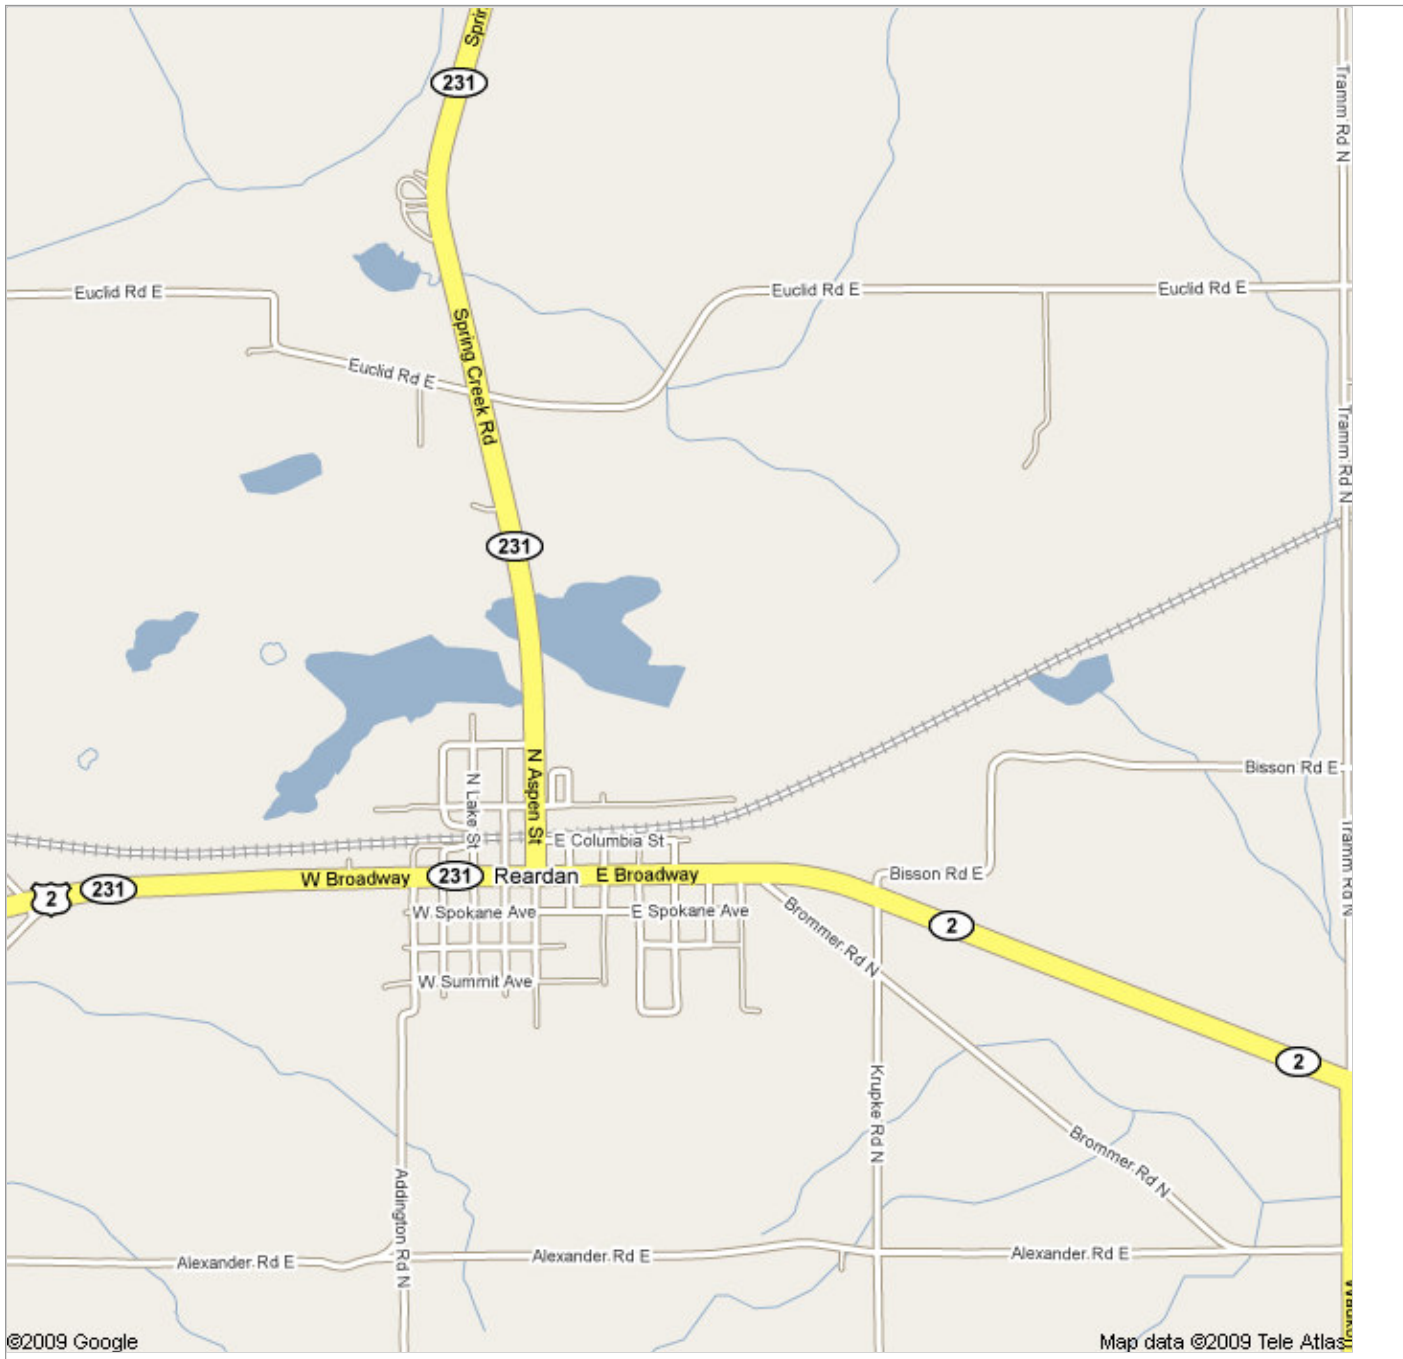 Sprin
231
Tramm Rd N
Euclid Rd E
Euclid Rd E
Euclid Rd E
Spring Creek Rd
Euclid Rd E
Tramm Rd N
231
N Aspen St
N Lake St
Bisson Rd E
E Columbia St
Tramm Rd N
2
231
W Broadway
231
Reardan
E Broadway
Bisson Rd E
W Spokane Ave
E Spokane Ave
Brommer Rd N
2
W Summit Ave
2
Krupke Rd N
Brommer Rd N
Addington Rd N
Alexander Rd E
Alexander Rd E
Alexander Rd E
©2009 Google
Map data ©2009 Tele Atlas